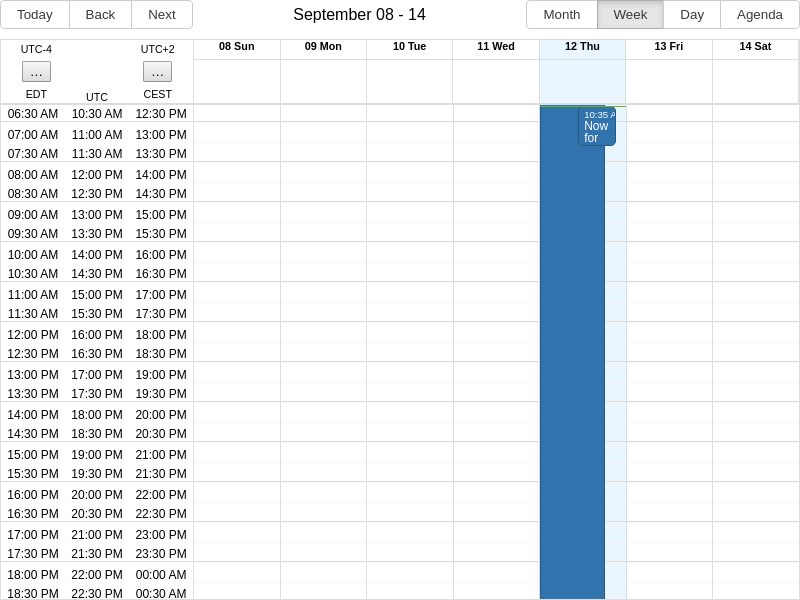 Today Back Next September 08 - 14 Month Week Day Agenda
UTC-4 UTC+2 08 Sun 09 Mon 10 Tue 11 Wed 12 Thu 13 Fri 14 Sat
... ...
EDT UTC CEST
06:30 AM 10:30 AM 12:30 PM 10:35 A
07:00 AM 11:00 AM 13:00 PM Now
07:30 AM 11:30 AM 13:30 PM for
08:00 AM 12:00 PM 14:00 PM
08:30 AM 12:30 PM 14:30 PM
09:00 AM 13:00 PM 15:00 PM
09:30 AM 13:30 PM 15:30 PM
10:00 AM 14:00 PM 16:00 PM
10:30 AM 14:30 PM 16:30 PM
11:00 AM 15:00 PM 17:00 PM
11:30 AM 15:30 PM 17:30 PM
12:00 PM 16:00 PM 18:00 PM
12:30 PM 16:30 PM 18:30 PM
13:00 PM 17:00 PM 19:00 PM
13:30 PM 17:30 PM 19:30 PM
14:00 PM 18:00 PM 20:00 PM
14:30 PM 18:30 PM 20:30 PM
15:00 PM 19:00 PM 21:00 PM
15:30 PM 19:30 PM 21:30 PM
16:00 PM 20:00 PM 22:00 PM
16:30 PM 20:30 PM 22:30 PM
17:00 PM 21:00 PM 23:00 PM
17:30 PM 21:30 PM 23:30 PM
18:00 PM 22:00 PM 00:00 AM
18:30 PM 22:30 PM 00:30 AM